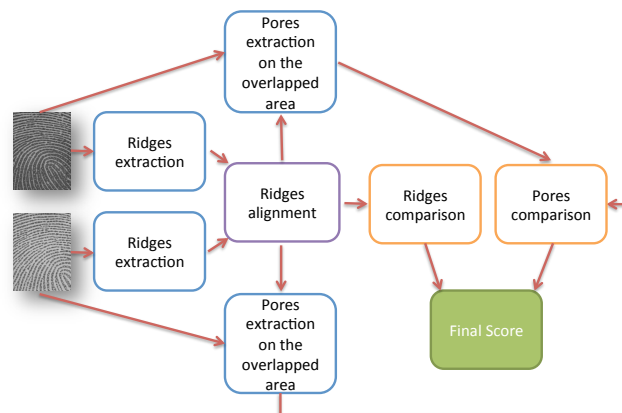 Pores
extraction
on the
overlapped
area
Ridges
extraction
Ridges
alignment
Ridges
comparison
Pores
comparison
Ridges
extraction
Pores
extraction
on the
overlapped
area
Final Score